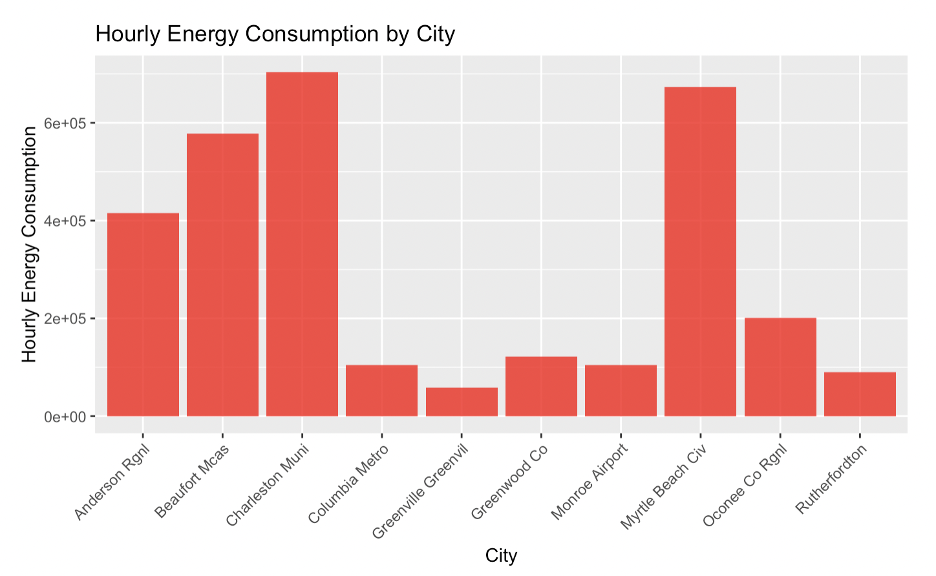 Hourly Energy Consumption by City
Hourly Energy Consumption
6e+05
4e+05
2e+05
0e+00
Anderson Rgnl
Beaufort Mcas
Charleston Muni
Columbia Metro
Greenville Greenvil
Greenwood Co
Monroe Airport
Myrtle Beach Civ
Oconee Co Rgnl
Rutherfordton
City